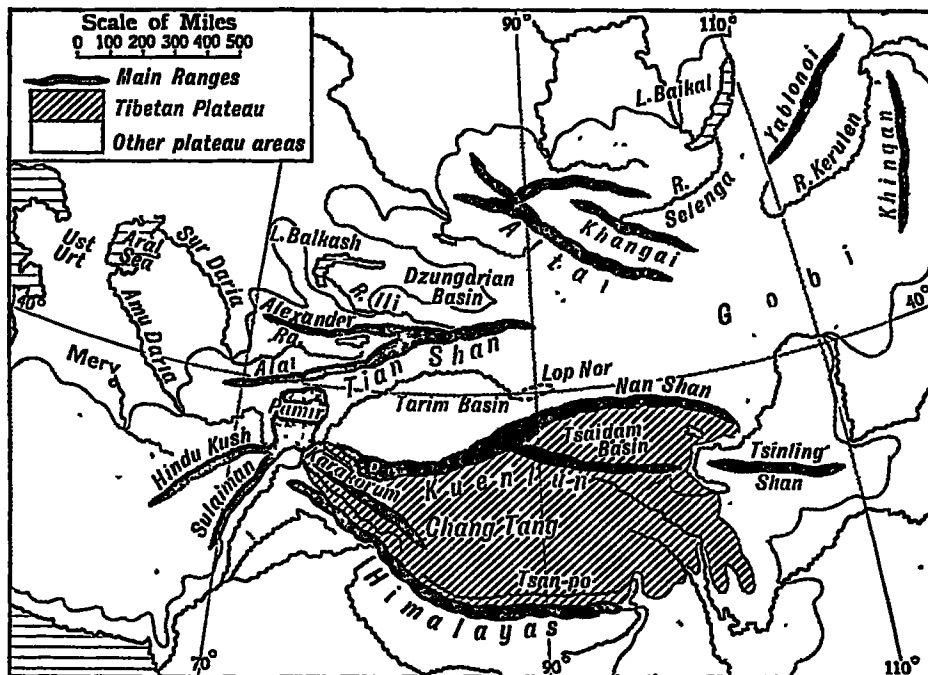 Scale of Miles
0 100 200 300 400 500
Main Ranges
Tibetan Plateau
Other plateau areas
90°
110°
L. Baikal
Yablonoi
R. Kerulen
Khingan
R. Selenga
Altai
Khangai
Gobi
Ust Urt
Aral Sea
Syr Daria
Amu Daria
L. Balkash
R. Ili
Dzungarian Basin
40°
40°
Alexander Ra.
Alai
Tian Shan
Merv
Lop Nor
Nan Shan
Tarim Basin
Pamir
Tsaidam Basin
Tsinling Shan
Hindu Kush
Sulaiman
Karakorum
Kuenlun
Chang Tang
Tsan-po
Himalayas
70°
90°
110°